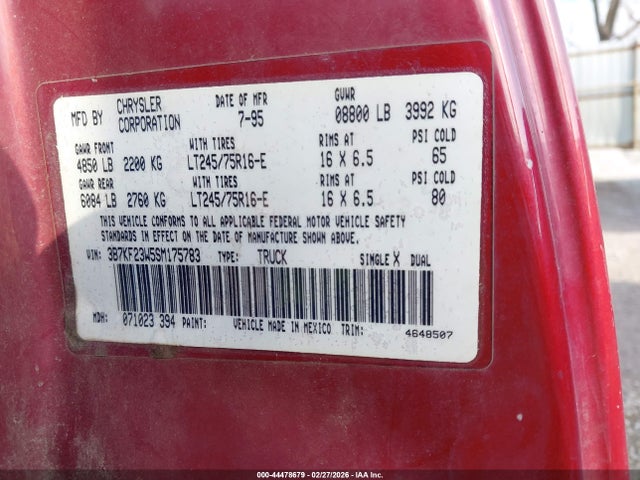 MFD BY CHRYSLER CORPORATION DATE OF MFR 7-95 GVWR 08800 LB 3992 KG
GAWR FRONT WITH TIRES RIMS AT PSI COLD
4850 LB 2200 KG LT245/75R16-E 16 X 6.5 65
GAWR REAR WITH TIRES RIMS AT PSI COLD
6084 LB 2760 KG LT245/75R16-E 16 X 6.5 80
THIS VEHICLE CONFORMS TO ALL APPLICABLE FEDERAL MOTOR VEHICLE SAFETY
STANDARDS IN EFFECT ON THE DATE OF MANUFACTURE SHOWN ABOVE.
VIN: 3B7KF23W5SM175783 TYPE: TRUCK SINGLE X DUAL
MDH: 071023 394 PAINT: VEHICLE MADE IN MEXICO TRIM: 4648507
000-44478679 | 02/27/2026 - IAA Inc.